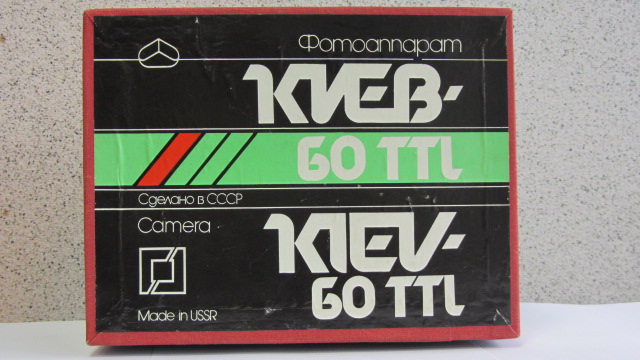 Фотоаппарат
КИЕВ-
60 TTL
Сделано в СССР
Camera
KIEV-
60 TTL
Made in USSR